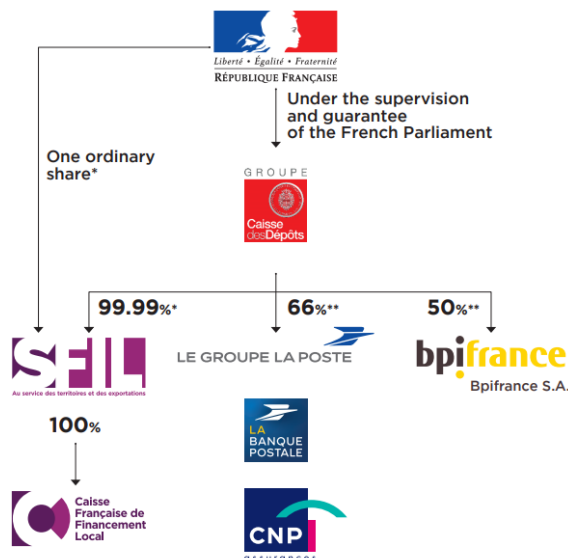 Liberté • Égalité • Fraternité
RÉPUBLIQUE FRANÇAISE
Under the supervision
and guarantee
of the French Parliament
One ordinary
share*
GROUPE
Caisse
desDépôts
99.99%*
66%**
50%**
SFIL
Au service des territoires et des exportations
LE GROUPE LA POSTE
bpifrance
Bpifrance S.A.
100%
LA
BANQUE
POSTALE
Caisse
Française de
Financement
Local
CNP